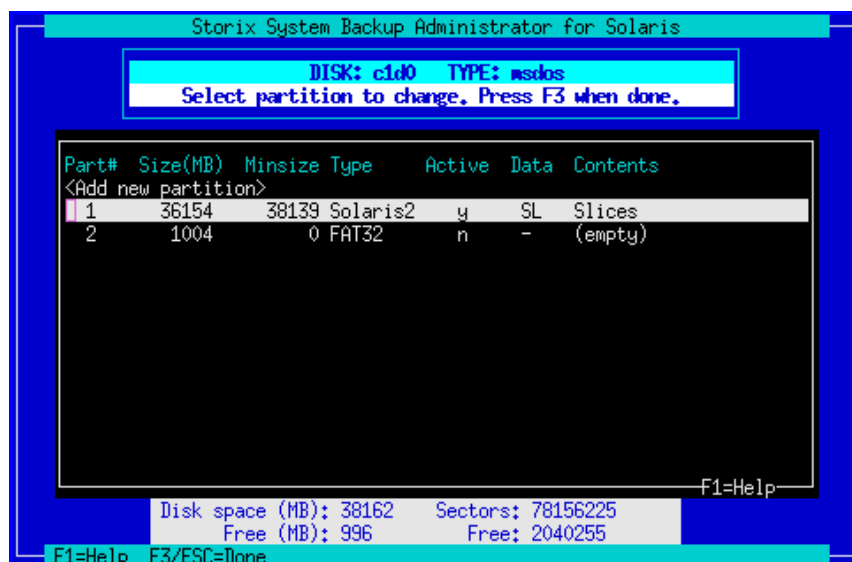 Storix System Backup Administrator for Solaris
DISK: c1d0 TYPE: msdos
Select partition to change. Press F3 when done.
Part# Size(MB) Minsize Type Active Data Contents
<Add new partition>
1 36154 38139 Solaris2 y SL Slices
2 1004 0 FAT32 n - (empty)
F1=Help
Disk space (MB): 38162 Sectors: 78156225
Free (MB): 996 Free: 2040255
F1=Help F3/ESC=Done